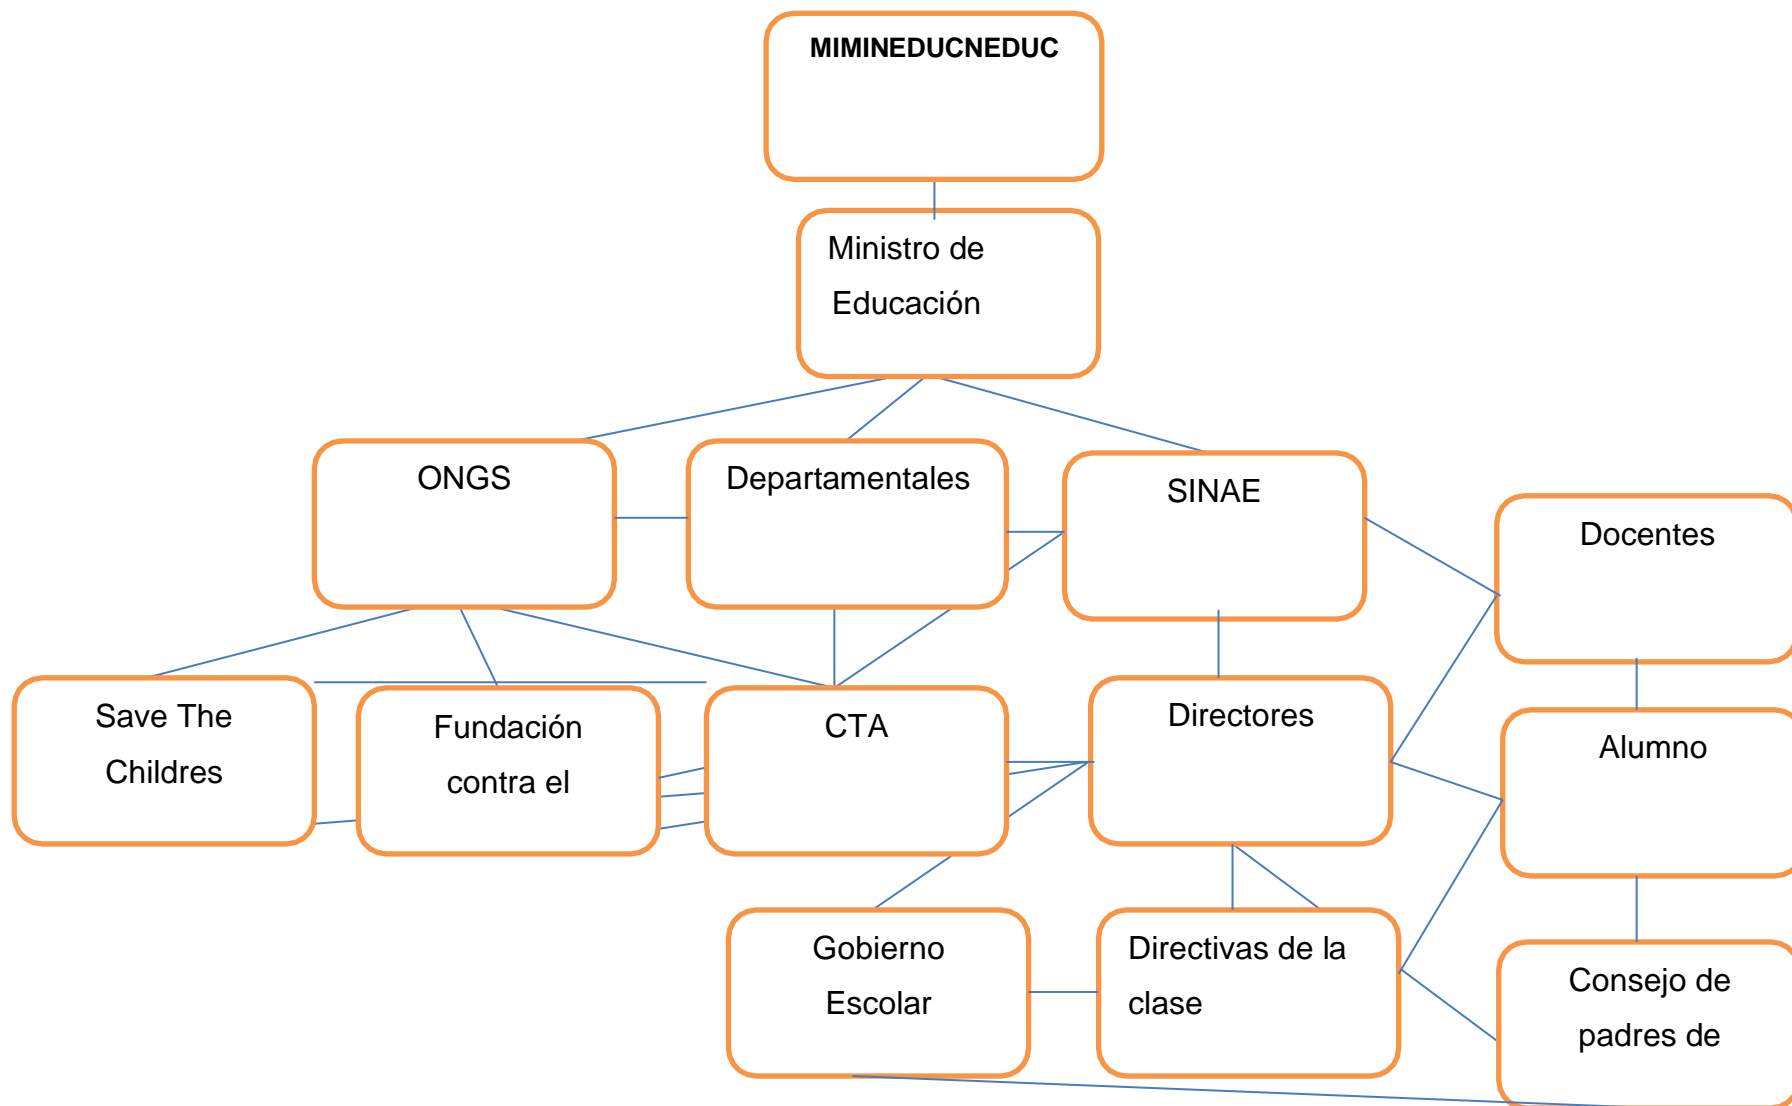 MIMINEDUCNEDUC
Ministro de
Educación
ONGS
Departamentales
SINAE
Docentes
Save The
Childres
Fundación
contra el
CTA
Directores
Alumno
Gobierno
Escolar
Directivas de la
clase
Consejo de
padres de